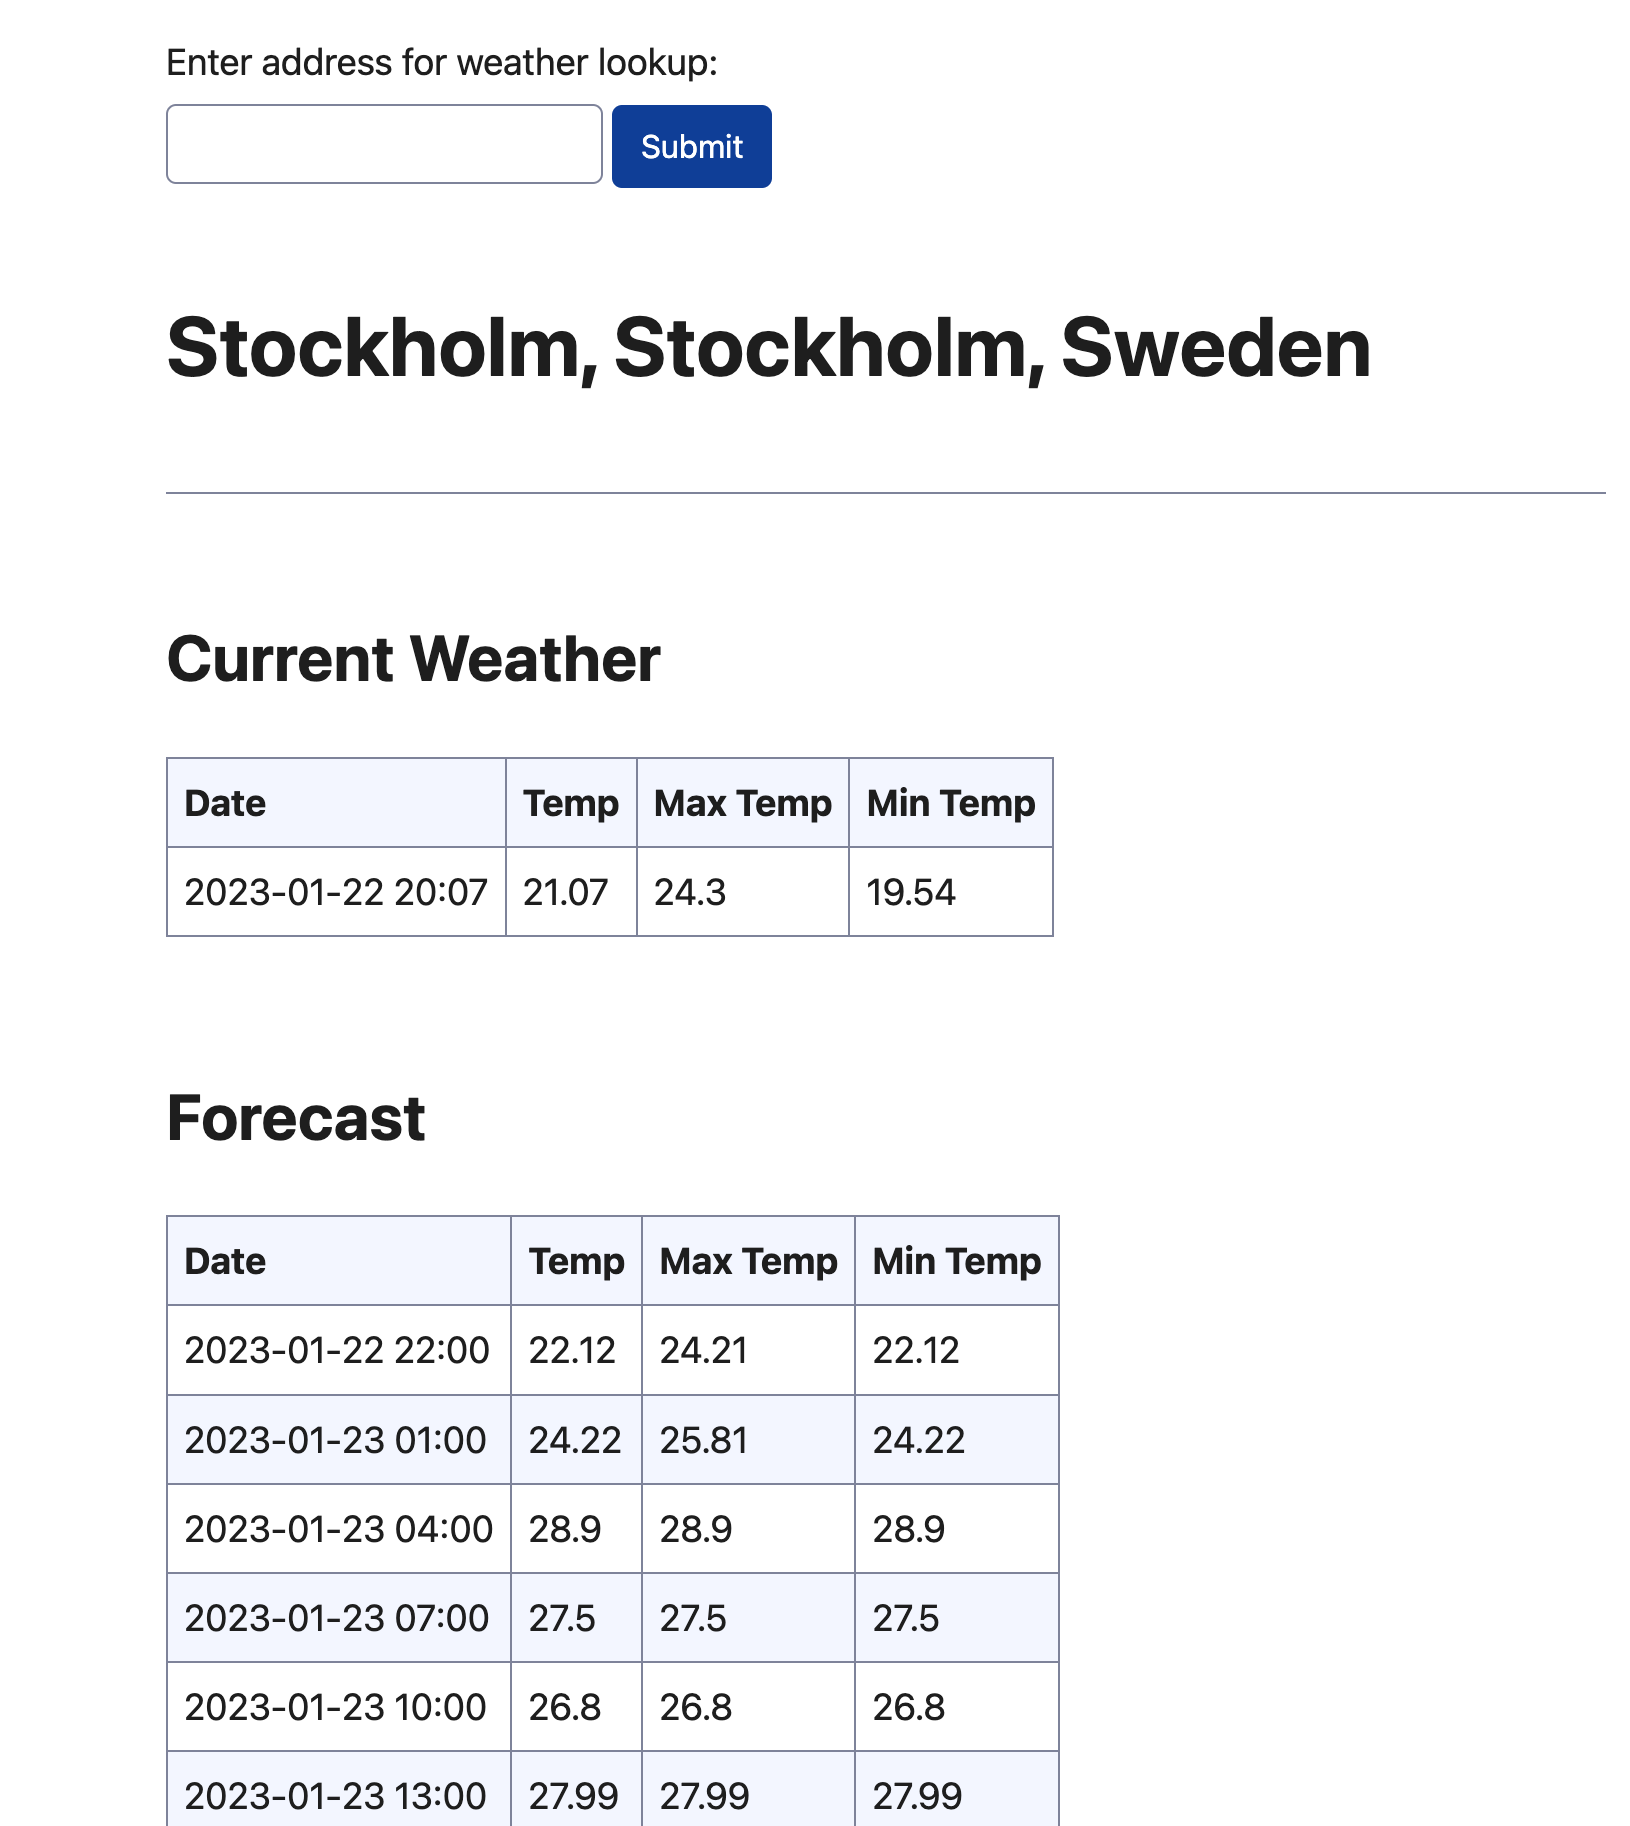 Enter address for weather lookup:
Submit
Stockholm, Stockholm, Sweden
Current Weather
Date Temp Max Temp Min Temp
2023-01-22 20:07 21.07 24.3 19.54
Forecast
Date Temp Max Temp Min Temp
2023-01-22 22:00 22.12 24.21 22.12
2023-01-23 01:00 24.22 25.81 24.22
2023-01-23 04:00 28.9 28.9 28.9
2023-01-23 07:00 27.5 27.5 27.5
2023-01-23 10:00 26.8 26.8 26.8
2023-01-23 13:00 27.99 27.99 27.99